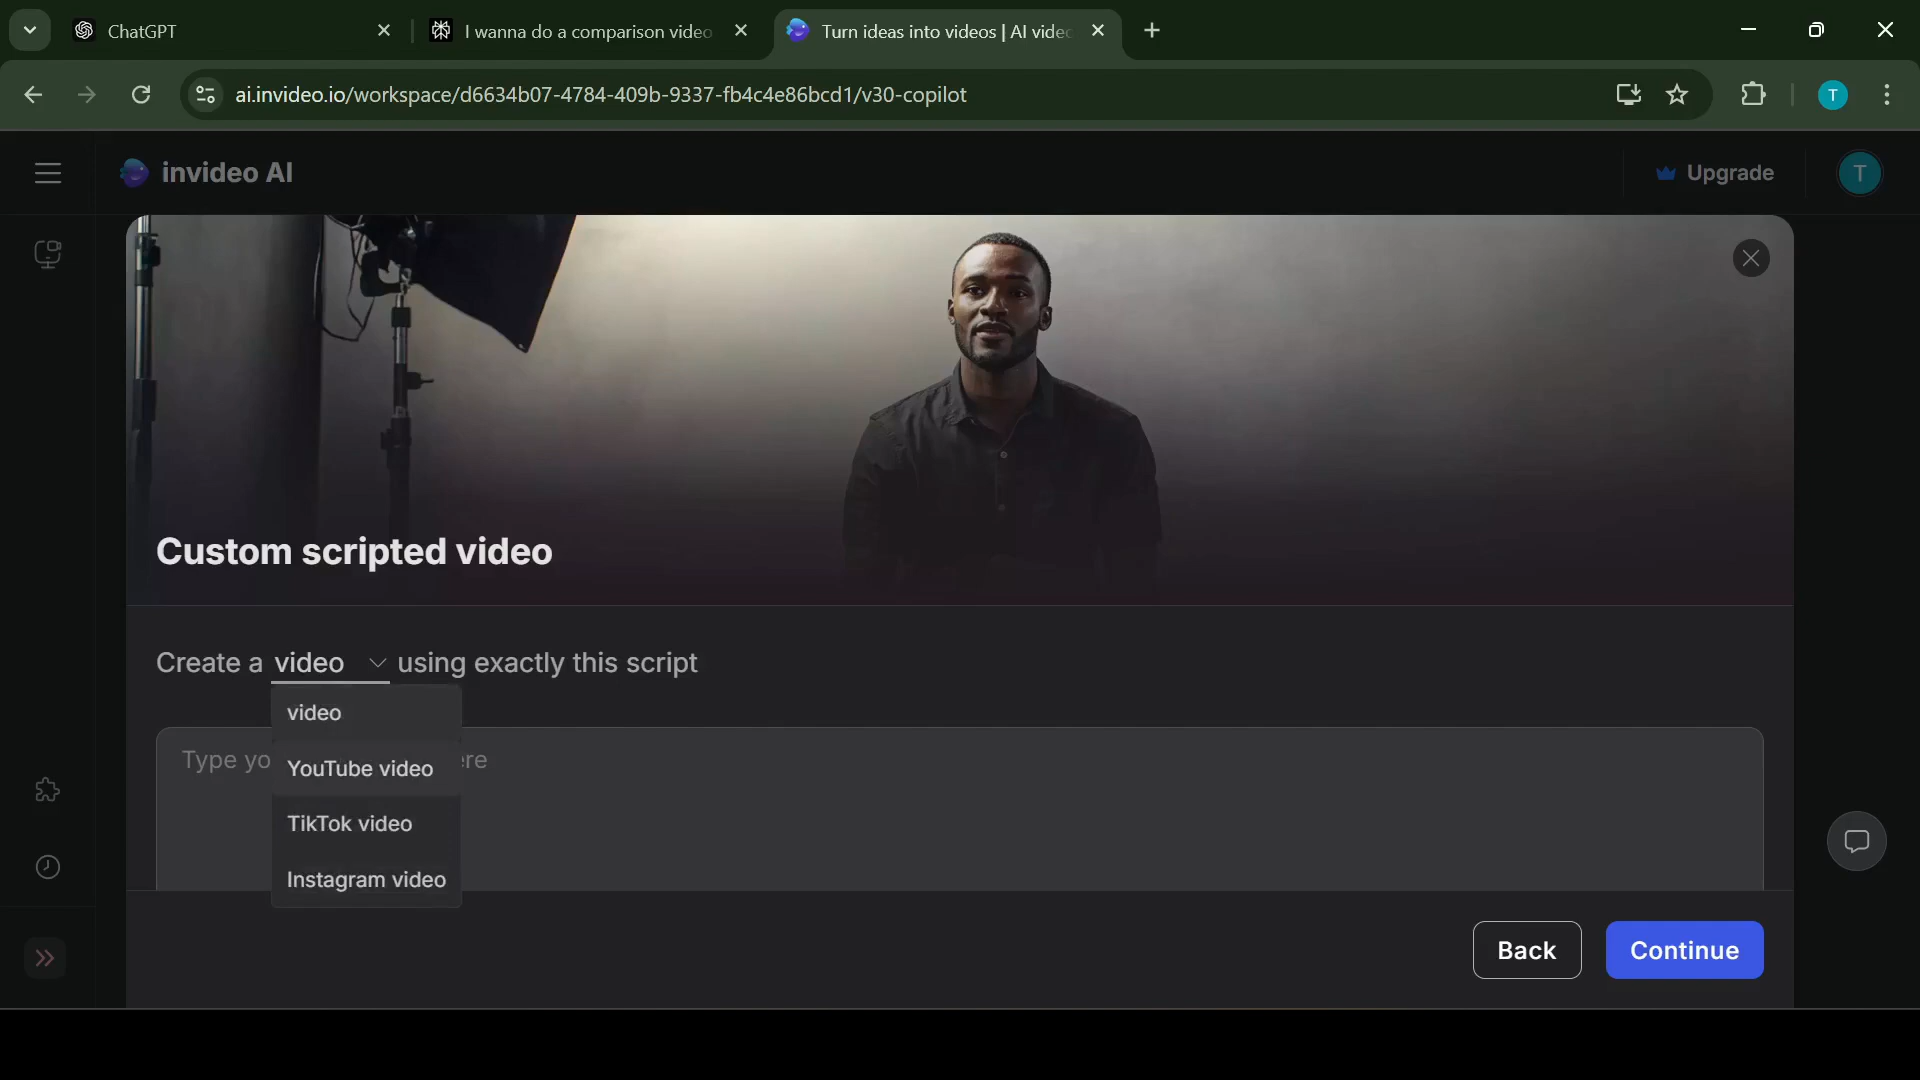 ChatGPT
I wanna do a comparison video
Turn ideas into videos | AI video
ai.invideo.io/workspace/d6634b07-4784-409b-9337-fb4c4e86bcd1/v30-copilot
T
invideo AI
Upgrade
T
Custom scripted video
Create a video using exactly this script
video
Type yo
re
YouTube video
TikTok video
Instagram video
Back
Continue